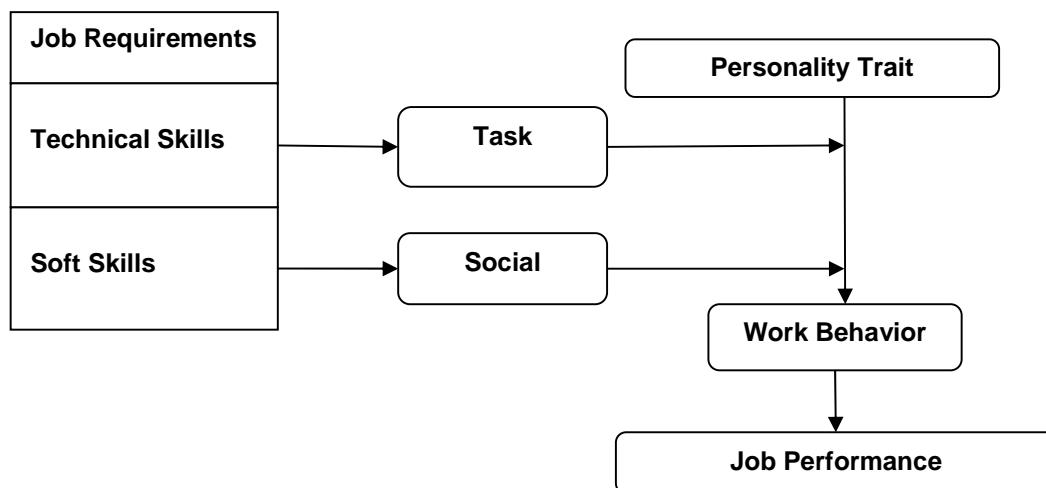 Job Requirements
Personality Trait
Technical Skills
Task
Soft Skills
Social
Work Behavior
Job Performance